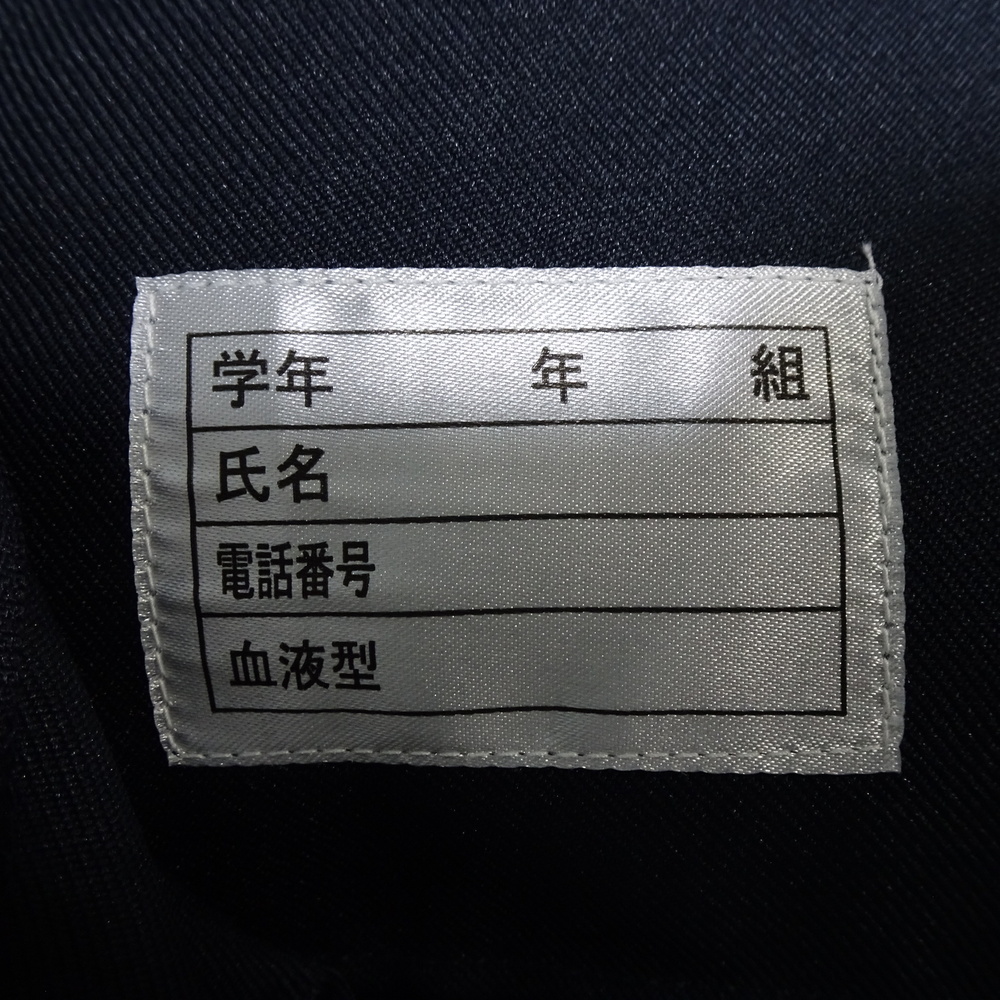 学年 年 組
氏名
電話番号
血液型